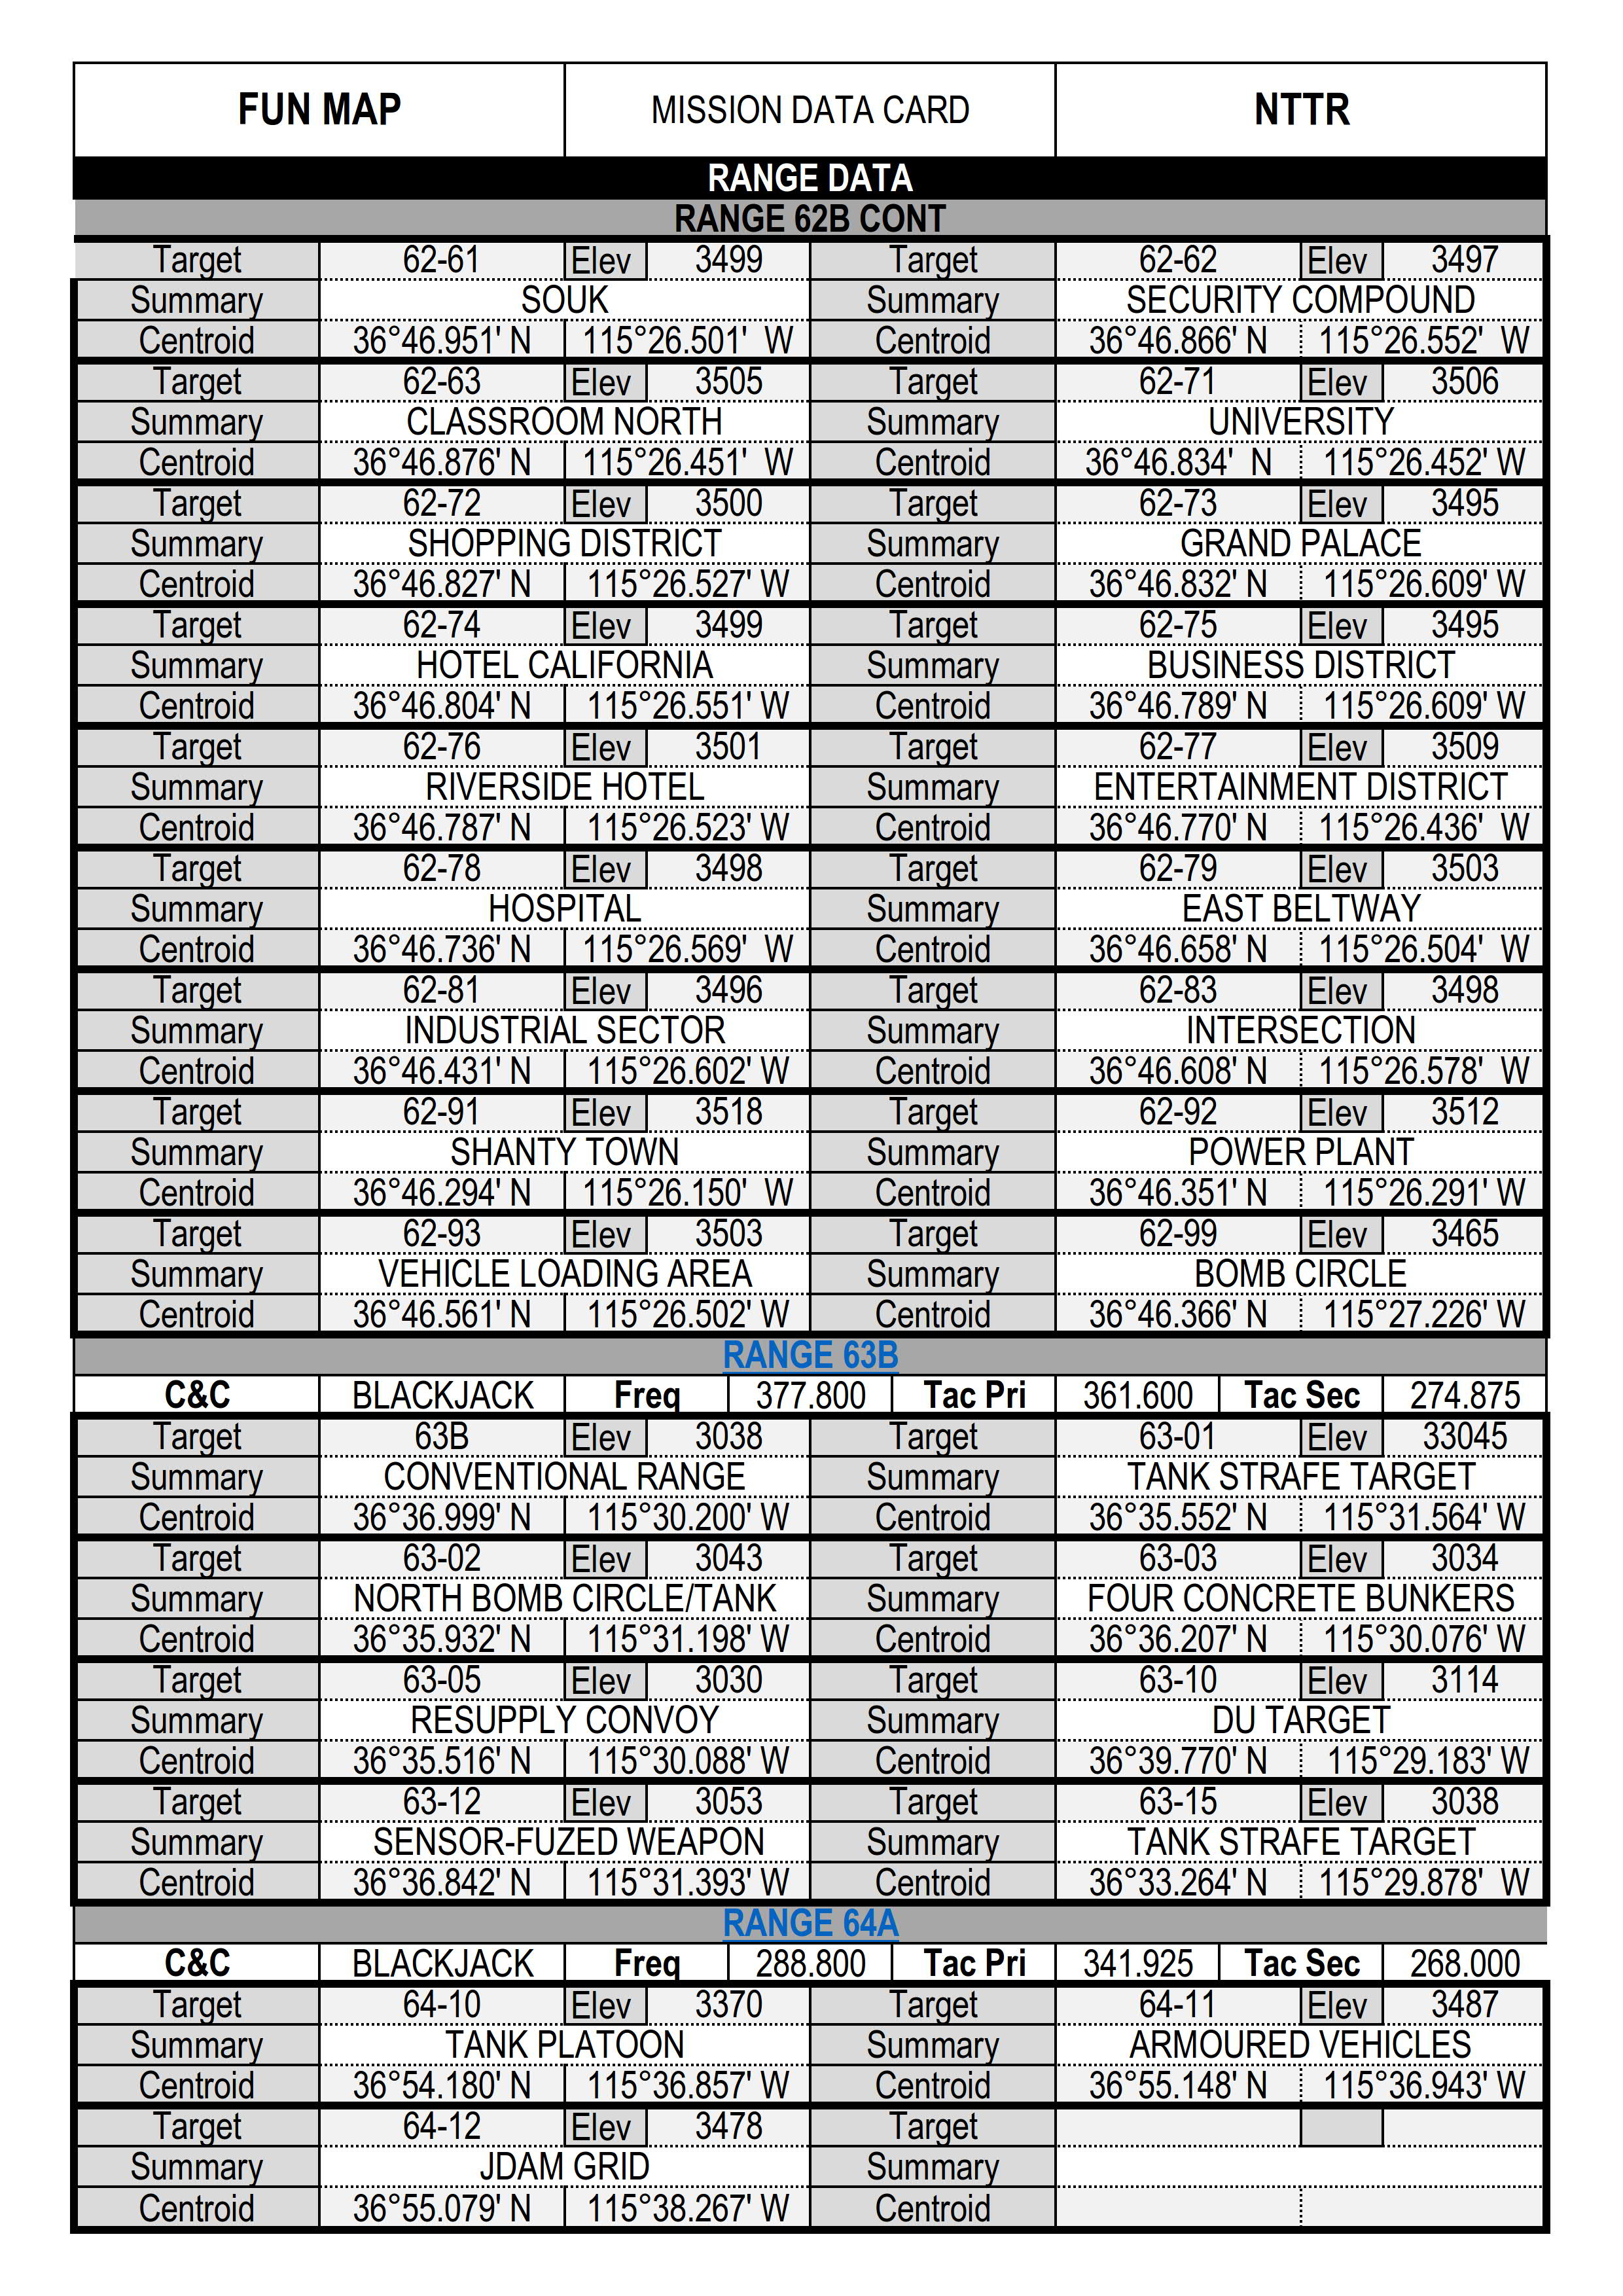 FUN MAP MISSION DATA CARD NTTR
RANGE DATA
RANGE 62B CONT
Target 62-61 Elev 3499 Target 62-62 Elev 3497
Summary SOUK Summary SECURITY COMPOUND
Centroid 36°46.951' N 115°26.501' W Centroid 36°46.866' N 115°26.552' W
Target 62-63 Elev 3505 Target 62-71 Elev 3506
Summary CLASSROOM NORTH Summary UNIVERSITY
Centroid 36°46.876' N 115°26.451' W Centroid 36°46.834' N 115°26.452' W
Target 62-72 Elev 3500 Target 62-73 Elev 3495
Summary SHOPPING DISTRICT Summary GRAND PALACE
Centroid 36°46.827' N 115°26.527' W Centroid 36°46.832' N 115°26.609' W
Target 62-74 Elev 3499 Target 62-75 Elev 3495
Summary HOTEL CALIFORNIA Summary BUSINESS DISTRICT
Centroid 36°46.804' N 115°26.551' W Centroid 36°46.789' N 115°26.609' W
Target 62-76 Elev 3501 Target 62-77 Elev 3509
Summary RIVERSIDE HOTEL Summary ENTERTAINMENT DISTRICT
Centroid 36°46.787' N 115°26.523' W Centroid 36°46.770' N 115°26.436' W
Target 62-78 Elev 3498 Target 62-79 Elev 3503
Summary HOSPITAL Summary EAST BELTWAY
Centroid 36°46.736' N 115°26.569' W Centroid 36°46.658' N 115°26.504' W
Target 62-81 Elev 3496 Target 62-83 Elev 3498
Summary INDUSTRIAL SECTOR Summary INTERSECTION
Centroid 36°46.431' N 115°26.602' W Centroid 36°46.608' N 115°26.578' W
Target 62-91 Elev 3518 Target 62-92 Elev 3512
Summary SHANTY TOWN Summary POWER PLANT
Centroid 36°46.294' N 115°26.150' W Centroid 36°46.351' N 115°26.291' W
Target 62-93 Elev 3503 Target 62-99 Elev 3465
Summary VEHICLE LOADING AREA Summary BOMB CIRCLE
Centroid 36°46.561' N 115°26.502' W Centroid 36°46.366' N 115°27.226' W
RANGE 63B
C&C BLACKJACK Freq 377.800 Tac Pri 361.600 Tac Sec 274.875
Target 63B Elev 3038 Target 63-01 Elev 33045
Summary CONVENTIONAL RANGE Summary TANK STRAFE TARGET
Centroid 36°36.999' N 115°30.200' W Centroid 36°35.552' N 115°31.564' W
Target 63-02 Elev 3043 Target 63-03 Elev 3034
Summary NORTH BOMB CIRCLE/TANK Summary FOUR CONCRETE BUNKERS
Centroid 36°35.932' N 115°31.198' W Centroid 36°36.207' N 115°30.076' W
Target 63-05 Elev 3030 Target 63-10 Elev 3114
Summary RESUPPLY CONVOY Summary DU TARGET
Centroid 36°35.516' N 115°30.088' W Centroid 36°39.770' N 115°29.183' W
Target 63-12 Elev 3053 Target 63-15 Elev 3038
Summary SENSOR-FUZED WEAPON Summary TANK STRAFE TARGET
Centroid 36°36.842' N 115°31.393' W Centroid 36°33.264' N 115°29.878' W
RANGE 64A
C&C BLACKJACK Freq 288.800 Tac Pri 341.925 Tac Sec 268.000
Target 64-10 Elev 3370 Target 64-11 Elev 3487
Summary TANK PLATOON Summary ARMOURED VEHICLES
Centroid 36°54.180' N 115°36.857' W Centroid 36°55.148' N 115°36.943' W
Target 64-12 Elev 3478 Target
Summary JDAM GRID Summary
Centroid 36°55.079' N 115°38.267' W Centroid